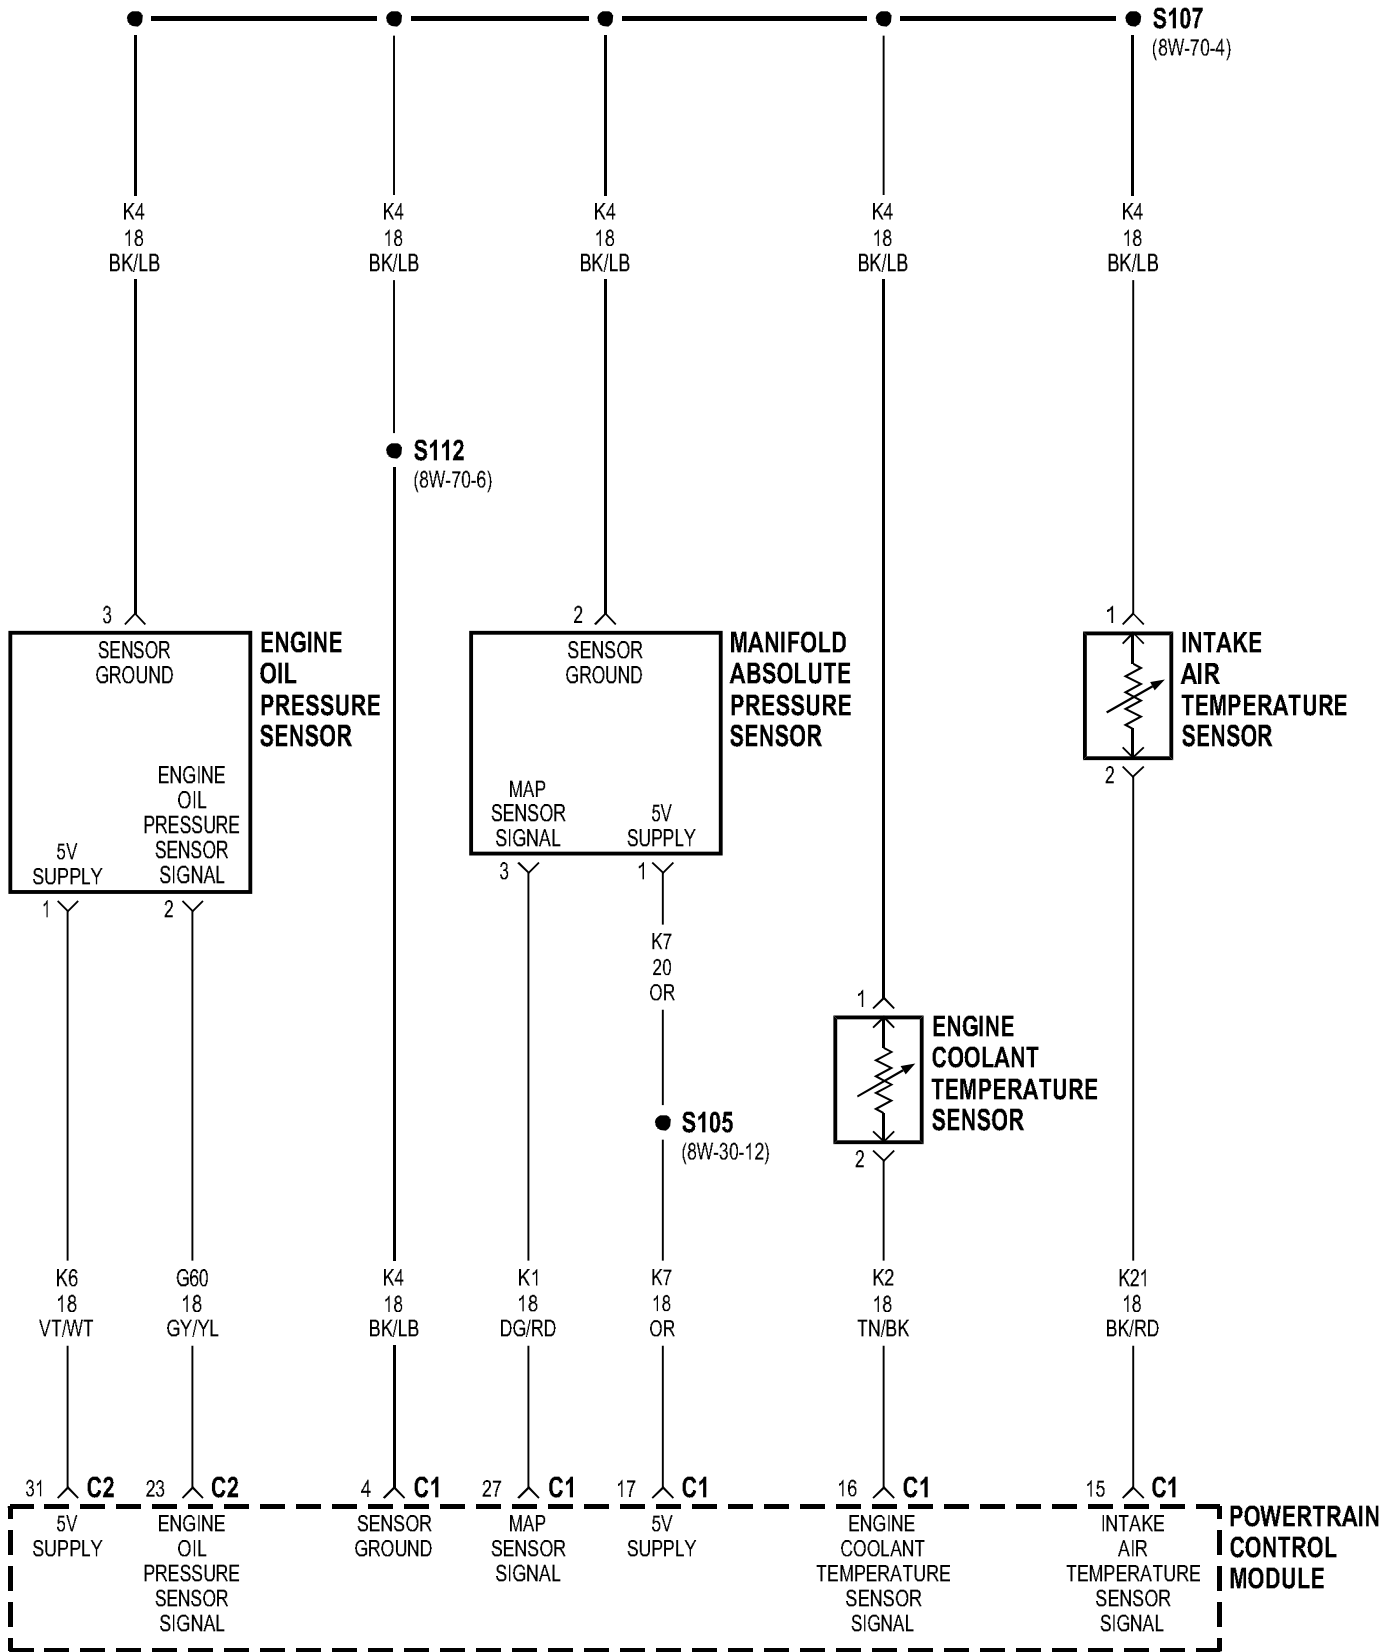 S107
(8W-70-4)
K4
18
BK/LB
K4
18
BK/LB
K4
18
BK/LB
K4
18
BK/LB
K4
18
BK/LB
S112
(8W-70-6)
3
SENSOR
GROUND
ENGINE
OIL
PRESSURE
SENSOR
ENGINE
OIL
PRESSURE
SENSOR
SIGNAL
5V
SUPPLY
1
2
2
SENSOR
GROUND
MANIFOLD
ABSOLUTE
PRESSURE
SENSOR
MAP
SENSOR
SIGNAL
5V
SUPPLY
3
1
K7
20
OR
S105
(8W-30-12)
1
INTAKE
AIR
TEMPERATURE
SENSOR
2
1
ENGINE
COOLANT
TEMPERATURE
SENSOR
2
K6
18
VT/WT
G60
18
GY/YL
K4
18
BK/LB
K1
18
DG/RD
K7
18
OR
K2
18
TN/BK
K21
18
BK/RD
31 C2
23 C2
4 C1
27 C1
17 C1
16 C1
15 C1
5V
SUPPLY
ENGINE
OIL
PRESSURE
SENSOR
SIGNAL
SENSOR
GROUND
MAP
SENSOR
SIGNAL
5V
SUPPLY
ENGINE
COOLANT
TEMPERATURE
SENSOR
SIGNAL
INTAKE
AIR
TEMPERATURE
SENSOR
SIGNAL
POWERTRAIN
CONTROL
MODULE